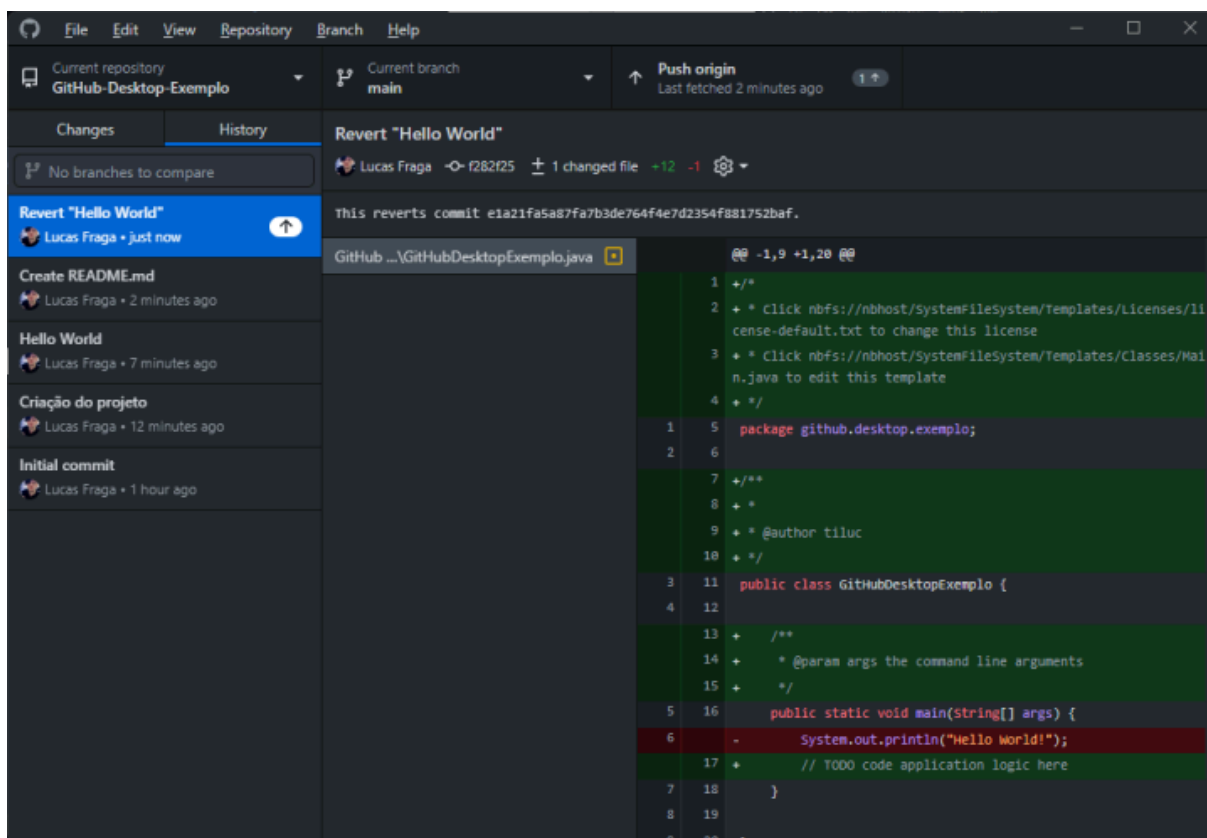 File Edit View Repository Branch Help
Current repository
GitHub-Desktop-Exemplo
Current branch
main
Push origin
Last fetched 2 minutes ago
1
Changes History
No branches to compare
Revert "Hello World"
Lucas Fraga • just now
Create README.md
Lucas Fraga • 2 minutes ago
Hello World
Lucas Fraga • 7 minutes ago
Criação do projeto
Lucas Fraga • 12 minutes ago
Initial commit
Lucas Fraga • 1 hour ago
Revert "Hello World"
Lucas Fraga f282f25 1 changed file +12 -1
This reverts commit e1a21fa5a87fa7b3de764f4e7d2354f881752baf.
GitHub ...\GitHubDesktopExemplo.java
@@ -1,9 +1,20 @@
1 +/*
2 + * Click nbfs://nbhost/SystemFileSystem/Templates/Licenses/li
cense-default.txt to change this license
3 + * Click nbfs://nbhost/SystemFileSystem/Templates/Classes/Mai
n.java to edit this template
4 + */
1 5 package github.desktop.exemplo;
2 6
7 +/**
8 + *
9 + * @author tiluc
10 + */
3 11 public class GitHubDesktopExemplo {
4 12
13 + /**
14 + * @param args the command line arguments
15 + */
5 16 public static void main(String[] args) {
6 - System.out.println("Hello World!");
17 + // TODO code application logic here
7 18 }
8 19